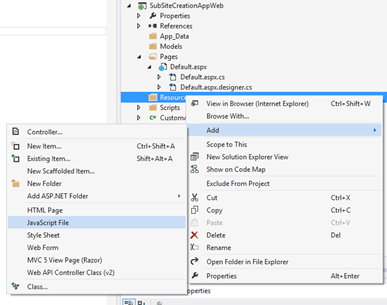 SubSiteCreationAppWeb
Properties
References
App_Data
Models
Pages
Default.aspx
Default.aspx.cs
Default.aspx.designer.cs
Scripts
View in Browser (Internet Explorer) Ctrl+Shift+W
Browse With...
Add
Scope to This
New Solution Explorer View
Show on Code Map
Exclude From Project
Cut Ctrl+X
Copy Ctrl+C
Paste Ctrl+V
Delete Del
Rename
Open Folder in File Explorer
Properties Alt+Enter
Controller...
New Item... Ctrl+Shift+A
Existing Item... Shift+Alt+A
New Scaffolded Item...
New Folder
Add ASP.NET Folder
HTML Page
JavaScript File
Style Sheet
Web Form
MVC 5 View Page (Razor)
Web API Controller Class (v2)
Class...
roperties